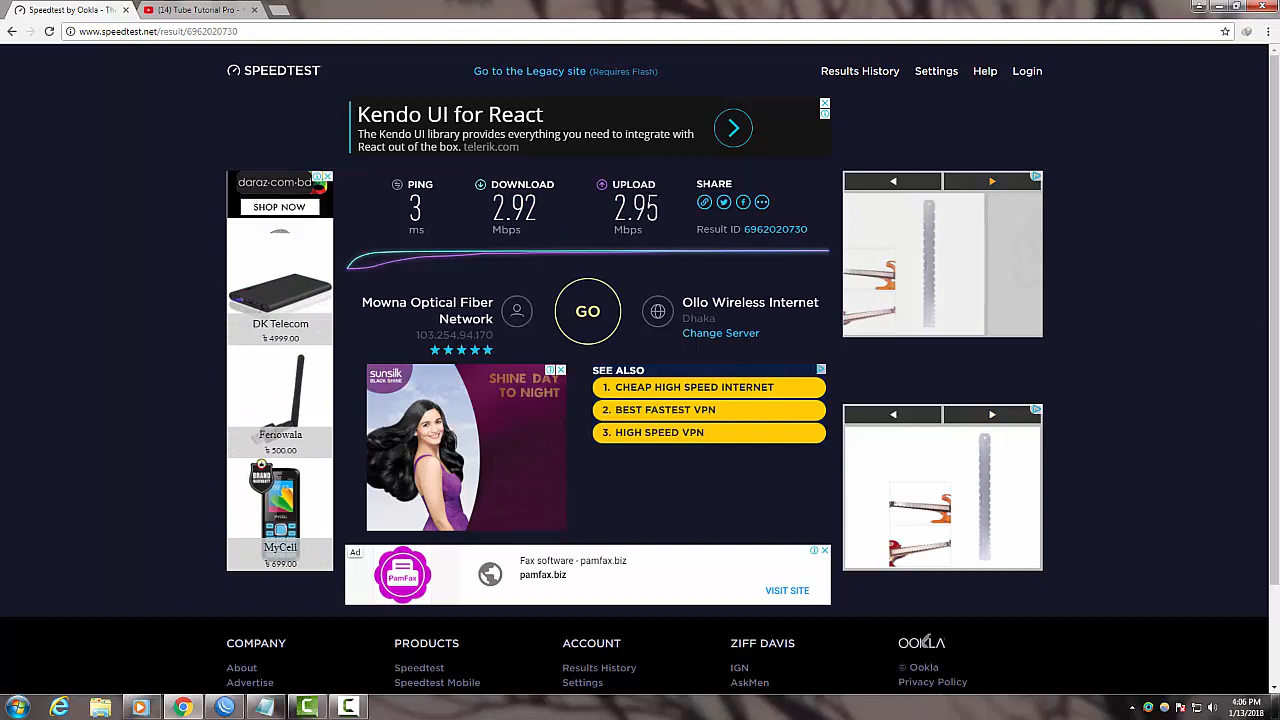 Speedtest by Ookla - The
(14) Tube Tutorial Pro - Y
www.speedtest.net/result/6962020730
SPEEDTEST
Go to the Legacy site (Requires Flash)
Results History
Settings
Help
Login
Kendo UI for React
The Kendo UI library provides everything you need to integrate with
React out of the box. telerik.com
daraz.com.bd
SHOP NOW
DK Telecom
৳ 4999.00
Feriowala
৳ 500.00
BRAND
WARRENTY
MyCell
৳ 699.00
PING
3
ms
DOWNLOAD
2.92
Mbps
UPLOAD
2.95
Mbps
SHARE
Result ID 6962020730
Mowna Optical Fiber
Network
103.254.94.170
GO
Ollo Wireless Internet
Dhaka
Change Server
sunsilk
BLACK SHINE
SHINE DAY
TO NIGHT
SEE ALSO
1. CHEAP HIGH SPEED INTERNET
2. BEST FASTEST VPN
3. HIGH SPEED VPN
Ad
PamFax
Fax software - pamfax.biz
pamfax.biz
VISIT SITE
COMPANY
About
Advertise
PRODUCTS
Speedtest
Speedtest Mobile
ACCOUNT
Results History
Settings
ZIFF DAVIS
IGN
AskMen
OOKLA
© Ookla
Privacy Policy
4:06 PM
1/13/2018